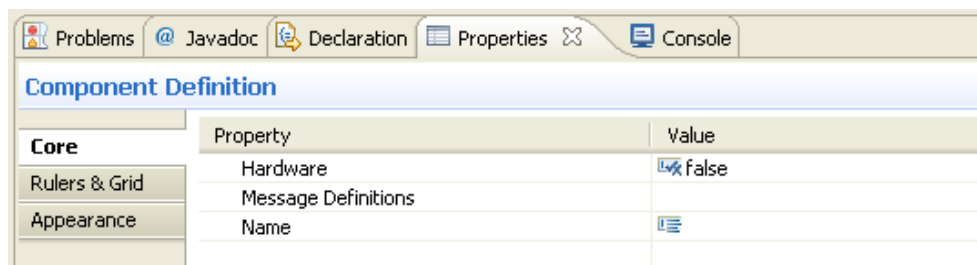 Problems @ Javadoc Declaration Properties Console
Component Definition
Core
Rulers & Grid
Appearance
Property Value
Hardware false
Message Definitions
Name